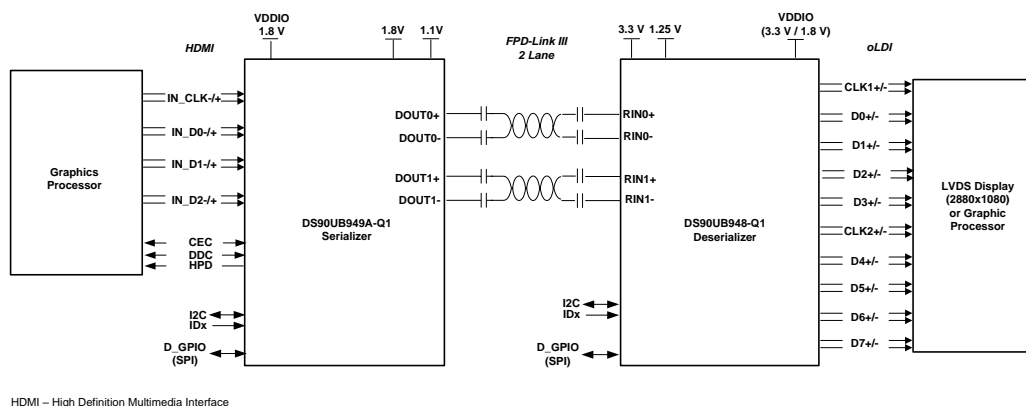 HDMI
VDDIO
1.8 V
1.8V
1.1V
FPD-Link III
2 Lane
3.3 V
1.25 V
VDDIO
(3.3 V / 1.8 V)
oLDI
Graphics
Processor
IN_CLK-/+
IN_D0-/+
IN_D1-/+
IN_D2-/+
CEC
DDC
HPD
I2C
IDx
D_GPIO
(SPI)
DOUT0+
DOUT0-
DOUT1+
DOUT1-
DS90UB949A-Q1
Serializer
RIN0+
RIN0-
RIN1+
RIN1-
DS90UB948-Q1
Deserializer
I2C
IDx
D_GPIO
(SPI)
CLK1+/-
D0+/-
D1+/-
D2+/-
D3+/-
CLK2+/-
D4+/-
D5+/-
D6+/-
D7+/-
LVDS Display
(2880x1080)
or Graphic
Processor
HDMI – High Definition Multimedia Interface